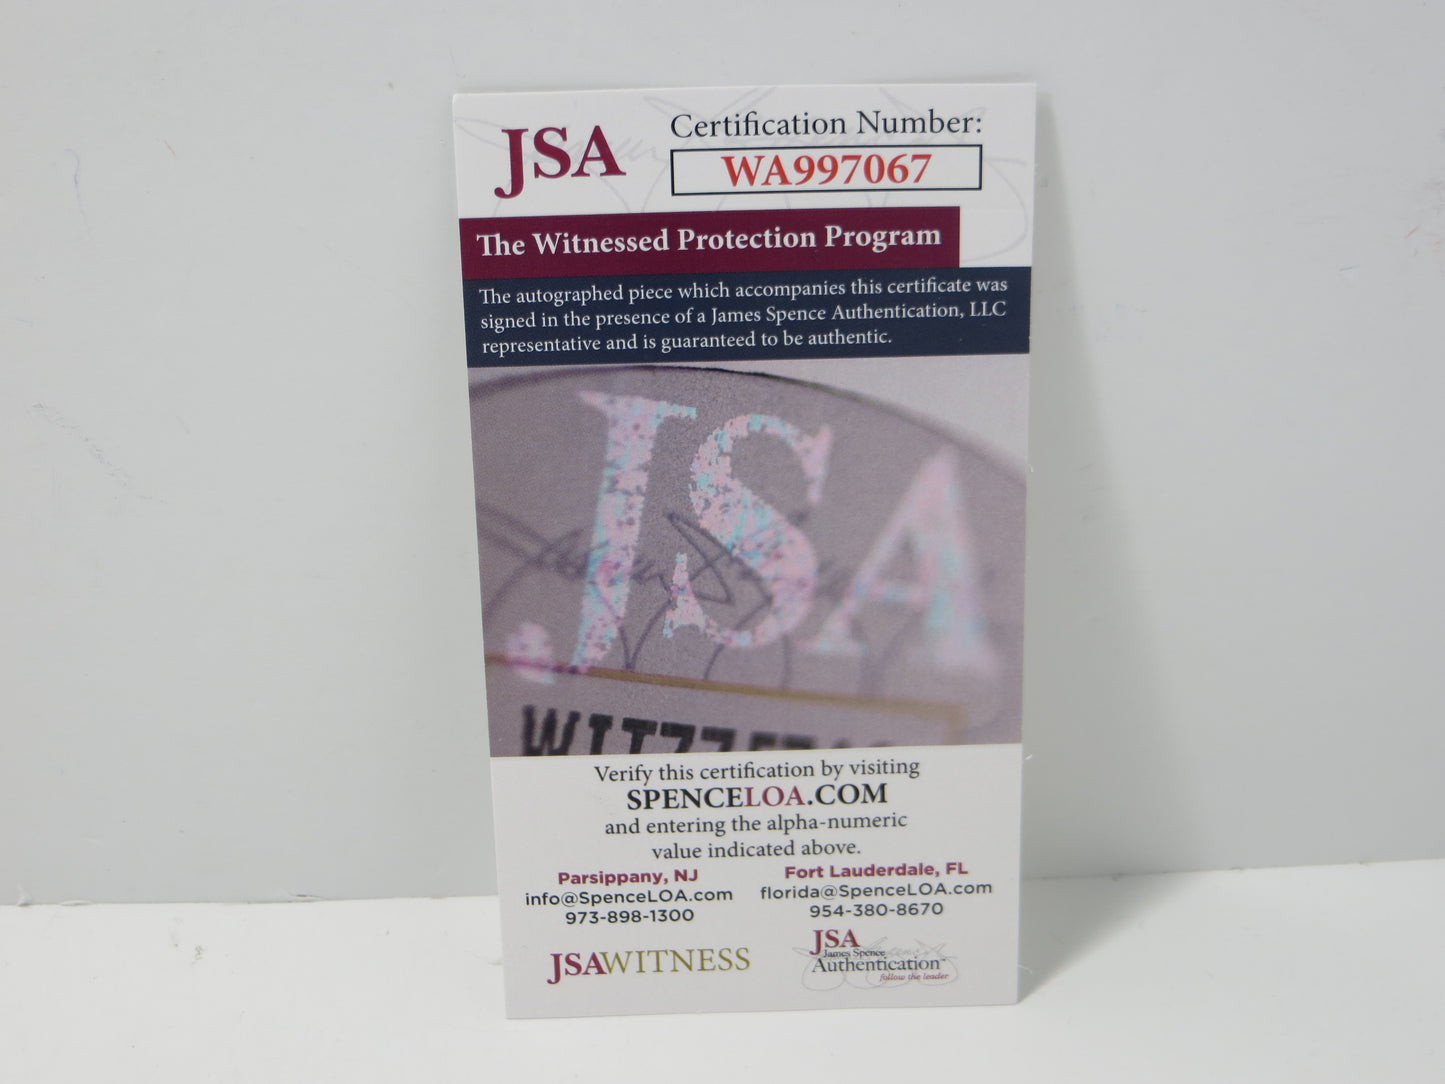 JSA
Certification Number:
WA997067
The Witnessed Protection Program
The autographed piece which accompanies this certificate was
signed in the presence of a James Spence Authentication, LLC
representative and is guaranteed to be authentic.
JSA
Verify this certification by visiting
SPENCELOA.COM
and entering the alpha-numeric
value indicated above.
Parsippany, NJ
info@SpenceLOA.com
973-898-1300
Fort Lauderdale, FL
florida@SpenceLOA.com
954-380-8670
JSAWITNESS
JSA
James Spence
Authentication
follow the leader